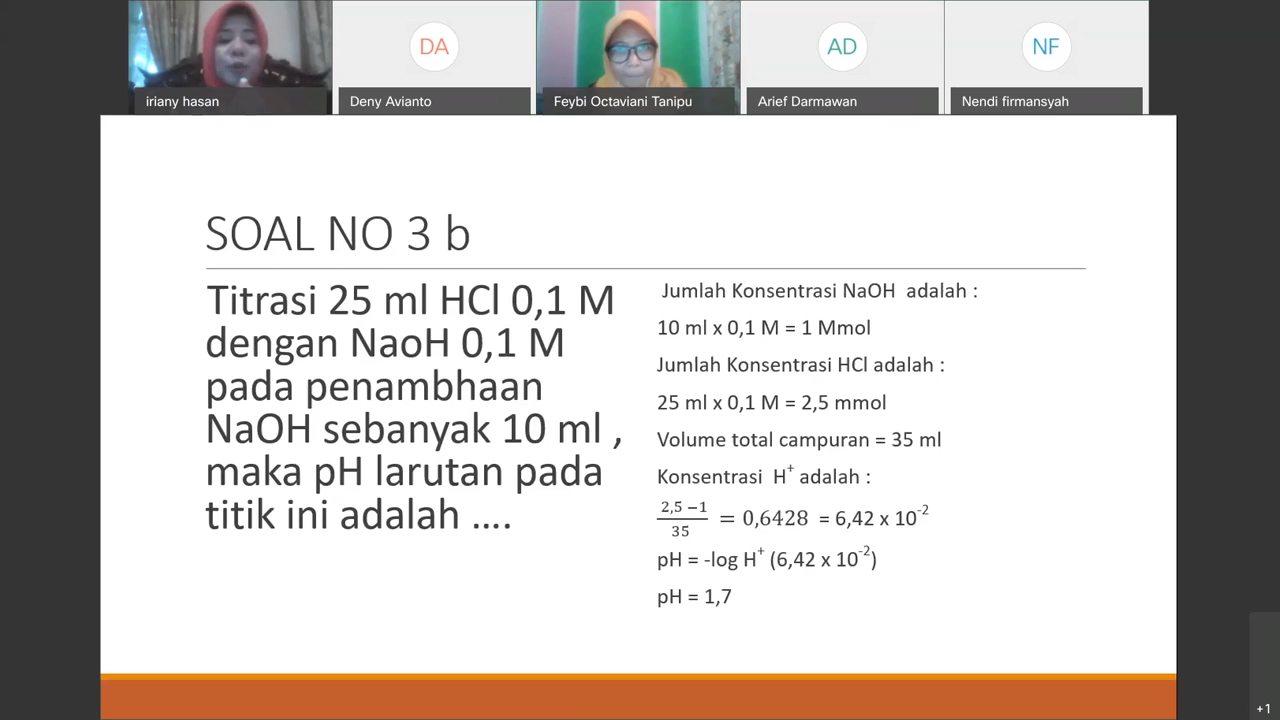 DA
AD
NF
iriany hasan
Deny Avianto
Feybi Octaviani Tanipu
Arief Darmawan
Nendi firmansyah
SOAL NO 3 b
Titrasi 25 ml HCl 0,1 M
dengan NaoH 0,1 M
pada penambhaan
NaOH sebanyak 10 ml ,
maka pH larutan pada
titik ini adalah ….
Jumlah Konsentrasi NaOH adalah :
10 ml x 0,1 M = 1 Mmol
Jumlah Konsentrasi HCl adalah :
25 ml x 0,1 M = 2,5 mmol
Volume total campuran = 35 ml
Konsentrasi H⁺ adalah :
2,5 −1 / 35 = 0,6428 = 6,42 x 10⁻²
pH = -log H⁺ (6,42 x 10⁻²)
pH = 1,7
+1